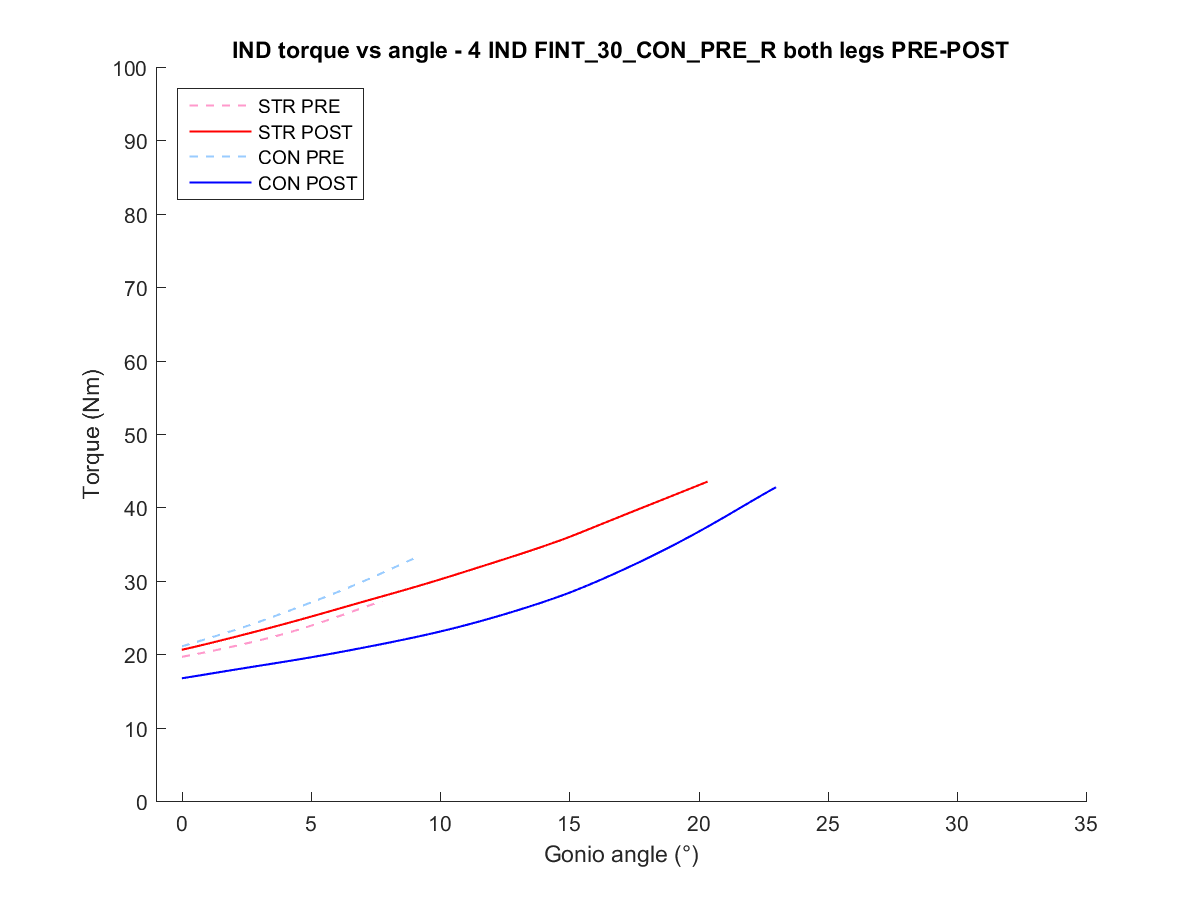 IND torque vs angle - 4 IND FINT_30_CON_PRE_R both legs PRE-POST
100
90
80
70
60
50
40
30
20
10
0
STR PRE
STR POST
CON PRE
CON POST
Torque (Nm)
0 5 10 15 20 25 30 35
Gonio angle (°)